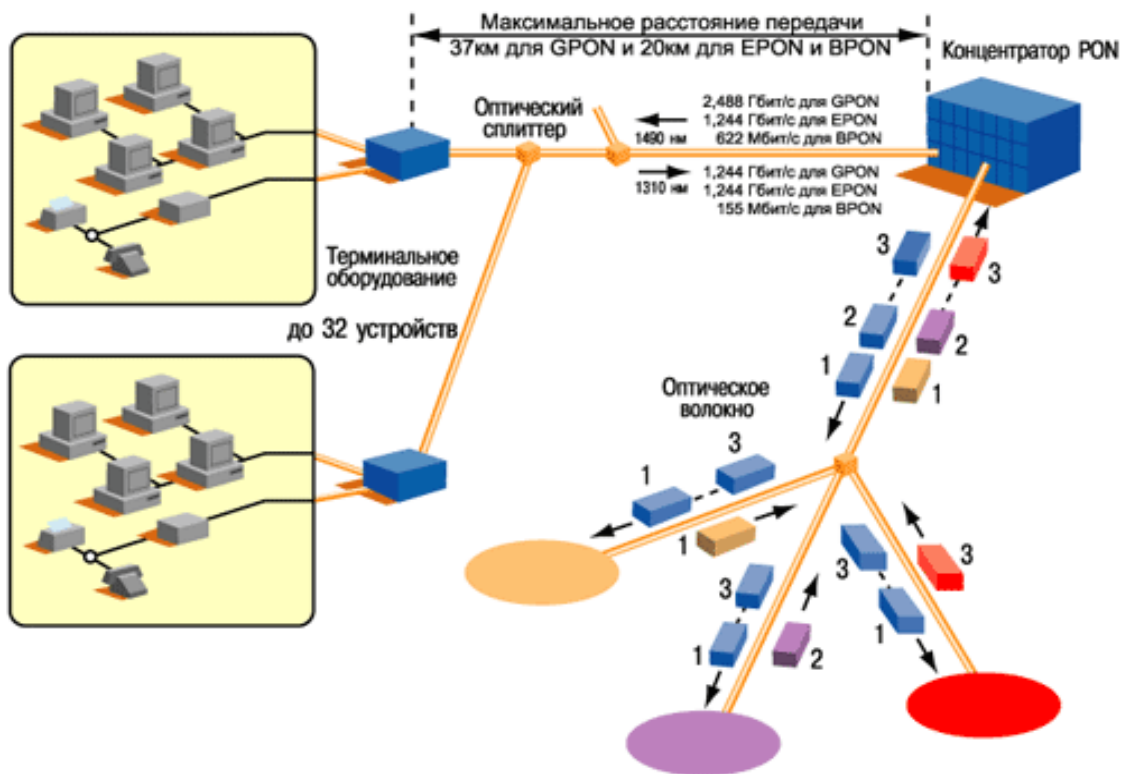 Максимальное расстояние передачи
37км для GPON и 20км для EPON и BPON
Концентратор PON
Оптический
сплиттер
2,488 Гбит/с для GPON
1,244 Гбит/с для EPON
622 Мбит/с для BPON
1490 нм
1310 нм
1,244 Гбит/с для GPON
1,244 Гбит/с для EPON
155 Мбит/с для BPON
Терминальное
оборудование
до 32 устройств
3
3
2
2
1
1
Оптическое
волокно
3
1
1
3
3
3
1
1
2